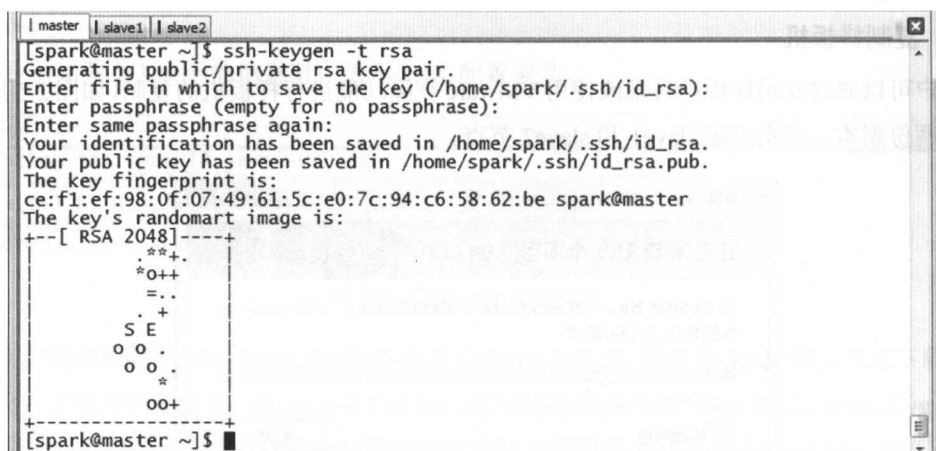 master slave1 slave2
[spark@master ~]$ ssh-keygen -t rsa
Generating public/private rsa key pair.
Enter file in which to save the key (/home/spark/.ssh/id_rsa):
Enter passphrase (empty for no passphrase):
Enter same passphrase again:
Your identification has been saved in /home/spark/.ssh/id_rsa.
Your public key has been saved in /home/spark/.ssh/id_rsa.pub.
The key fingerprint is:
ce:f1:ef:98:0f:07:49:61:5c:e0:7c:94:c6:58:62:be spark@master
The key's randomart image is:
+--[ RSA 2048]----+
|         .**+.   |
|         *o++    |
|          =..    |
|         . +     |
|        S E      |
|       o o .     |
|        o o .    |
|           *     |
|          oo+    |
+-----------------+
[spark@master ~]$